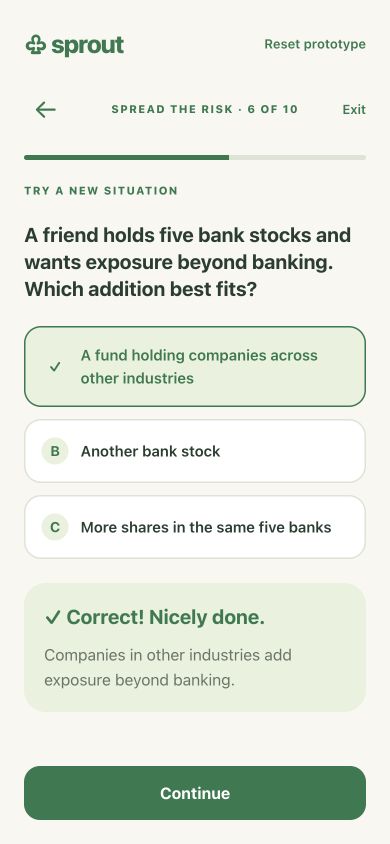 sprout
Reset prototype
SPREAD THE RISK · 6 OF 10
Exit
TRY A NEW SITUATION
A friend holds five bank stocks and
wants exposure beyond banking.
Which addition best fits?
A fund holding companies across
other industries
B
Another bank stock
C
More shares in the same five banks
✓ Correct! Nicely done.
Companies in other industries add
exposure beyond banking.
Continue